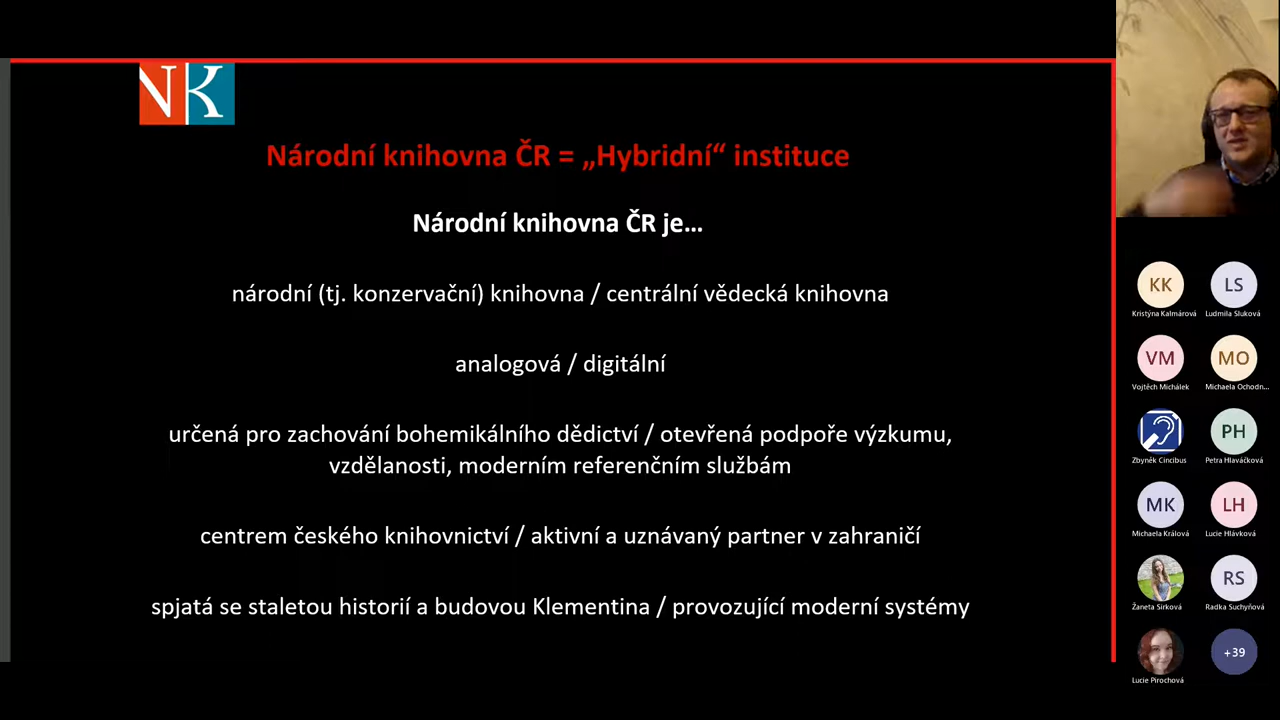 NK
Národní knihovna ČR = „Hybridní“ instituce
Národní knihovna ČR je...
národní (tj. konzervační) knihovna / centrální vědecká knihovna
analogová / digitální
určená pro zachování bohemikálního dědictví / otevřená podpoře výzkumu,
vzdělanosti, moderním referenčním službám
centrem českého knihovnictví / aktivní a uznávaný partner v zahraničí
spjatá se staletou historií a budovou Klementina / provozující moderní systémy
KK
LS
Kristýna Kalmárová
Ludmila Sluková
VM
MO
Vojtěch Michálek
Michaela Ochodn...
PH
Zbyněk Cincibus
Petra Hlaváčková
MK
LH
Michaela Králová
Lucie Hlávková
RS
Žaneta Sirková
Radka Suchyňová
+39
Lucie Pirochová